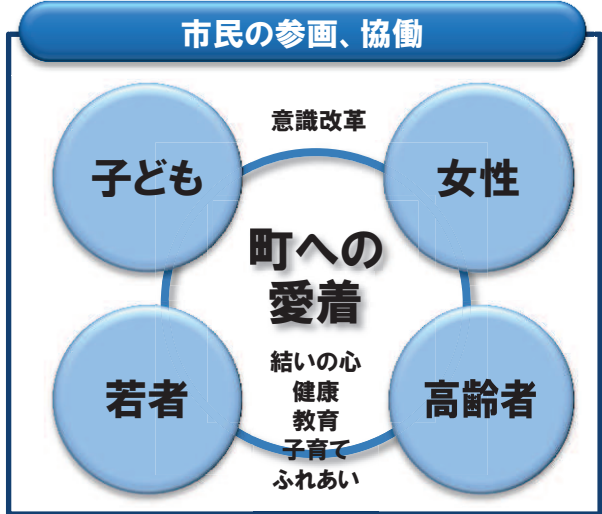 市民の参画、協働
意識改革
子ども
女性
町への
愛着
若者
高齢者
結いの心
健康
教育
子育て
ふれあい